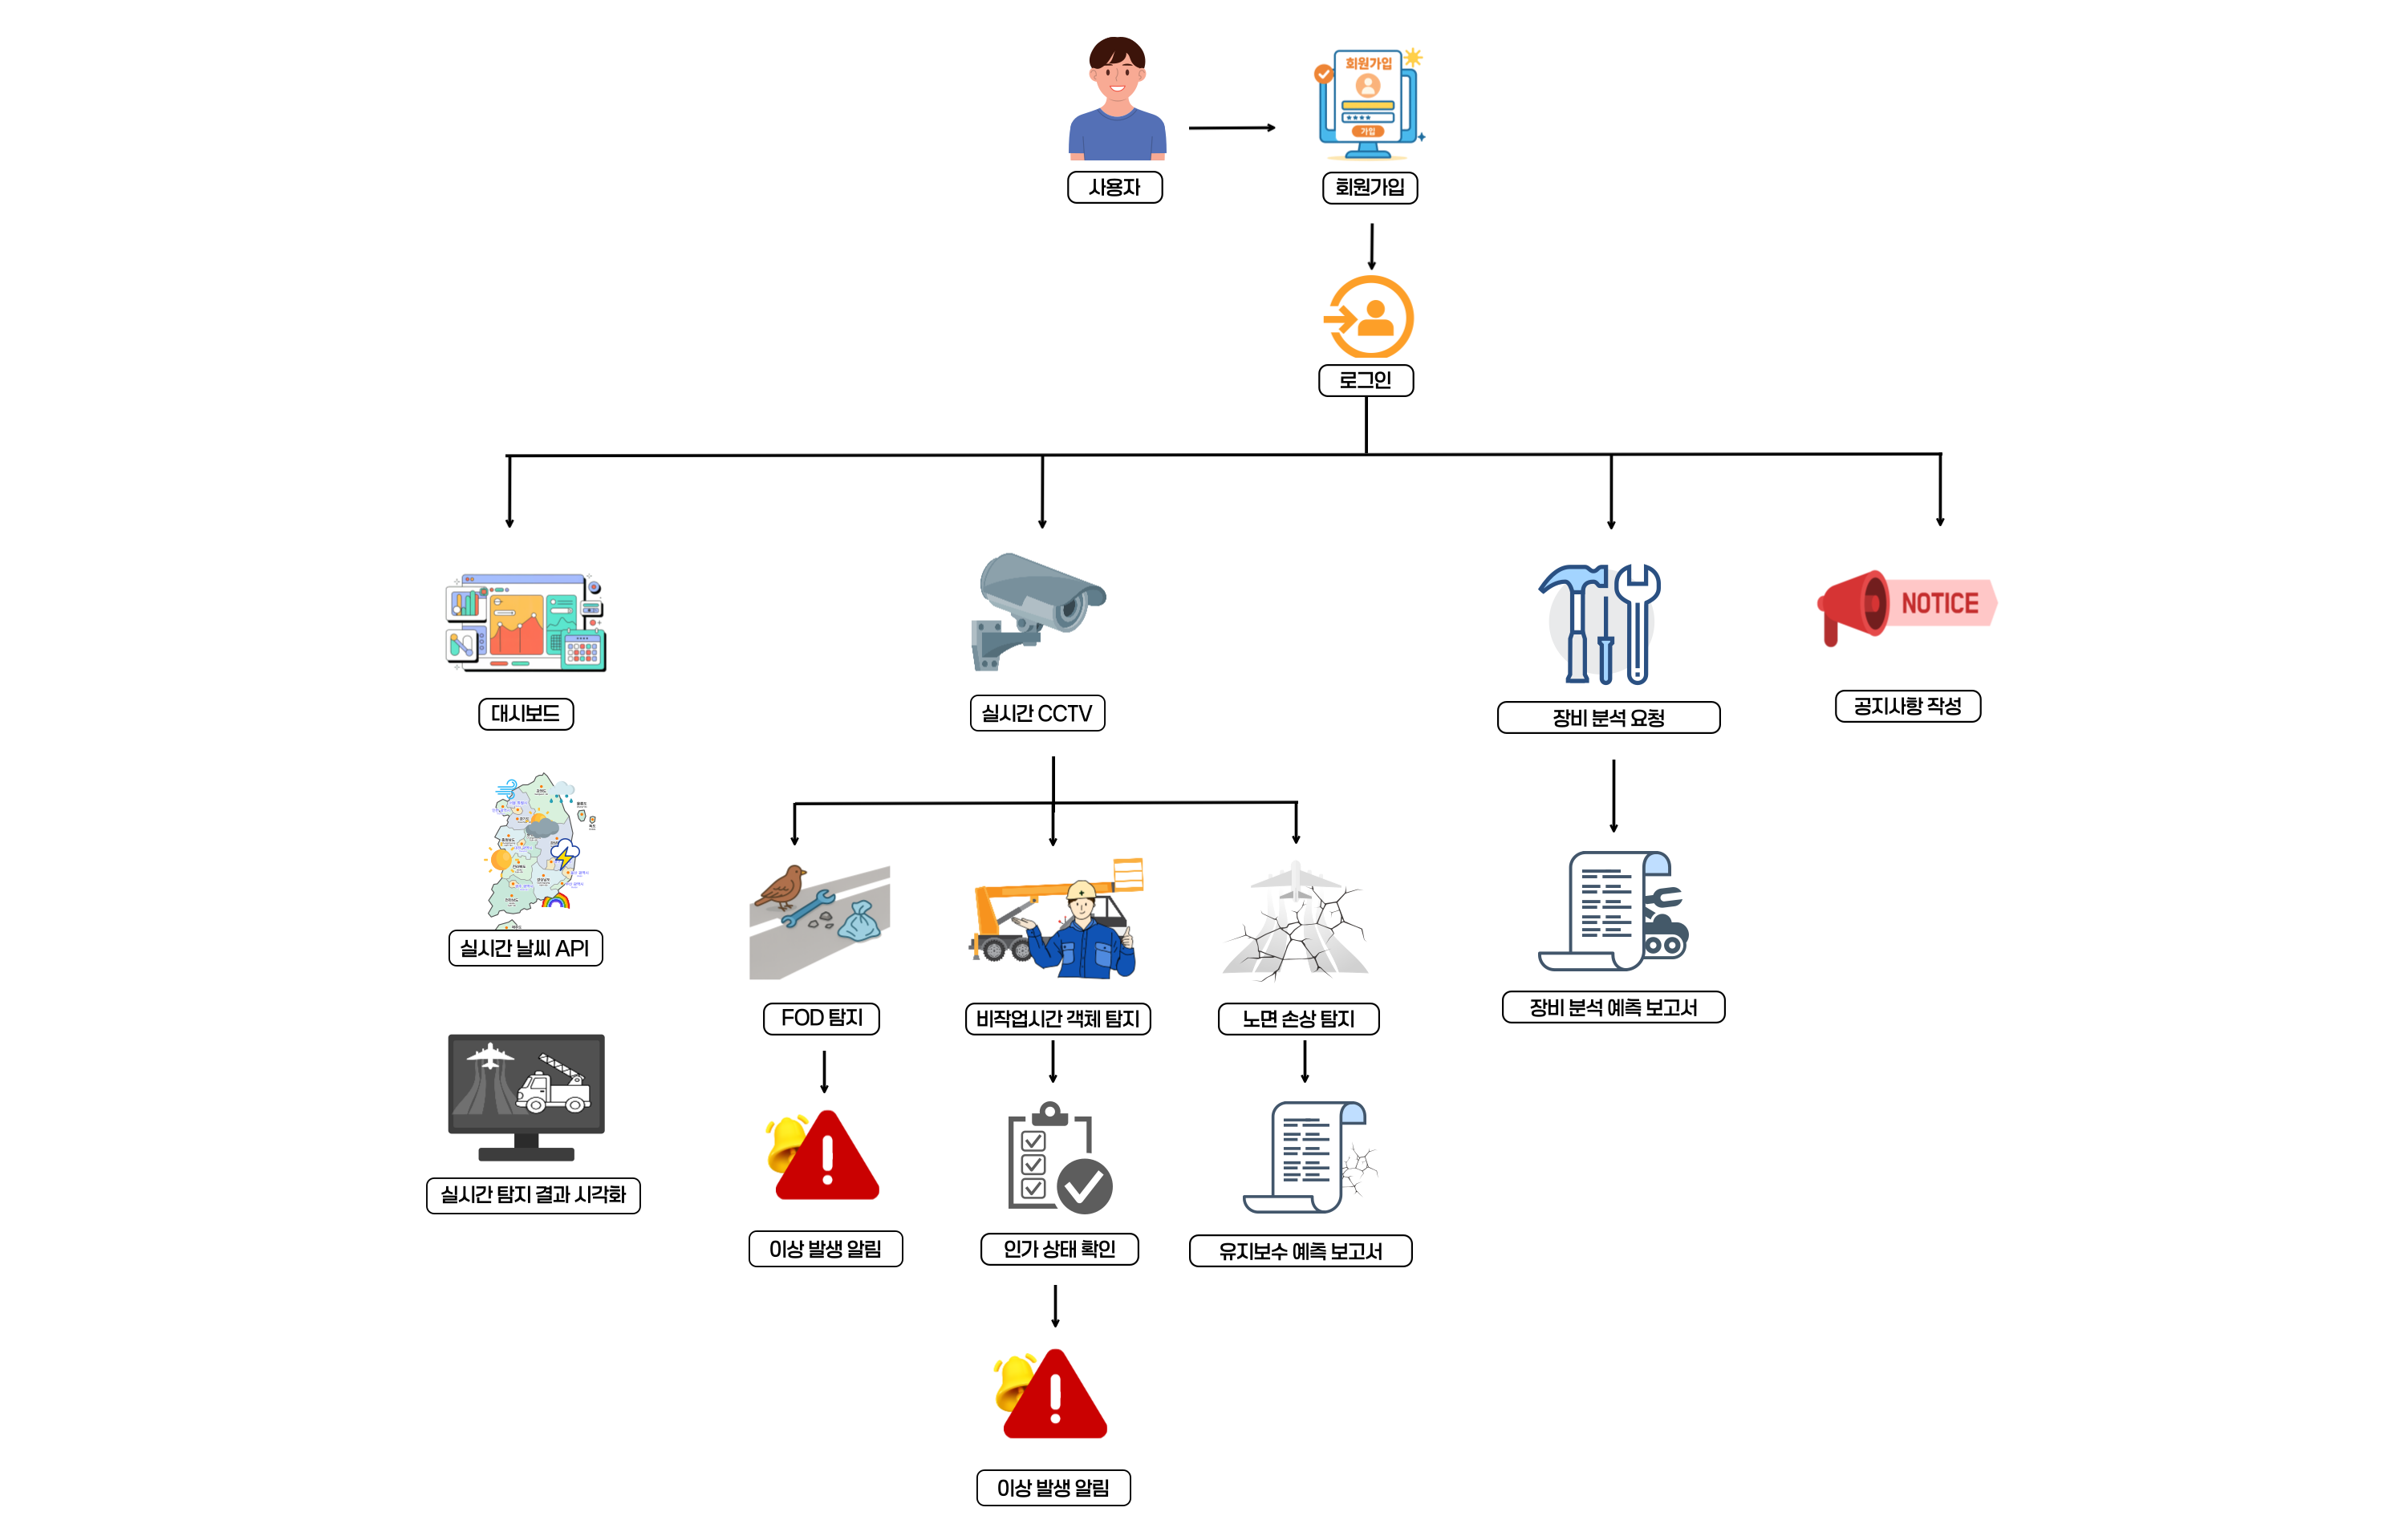 회원가입
****
가입
사용자
회원가입
로그인
NOTICE
대시보드
실시간 CCTV
장비 분석 요청
공지사항 작성
실시간 날씨 API
FOD 탐지
비작업시간 객체 탐지
노면 손상 탐지
장비 분석 예측 보고서
실시간 탐지 결과 시각화
이상 발생 알림
인가 상태 확인
유지보수 예측 보고서
이상 발생 알림